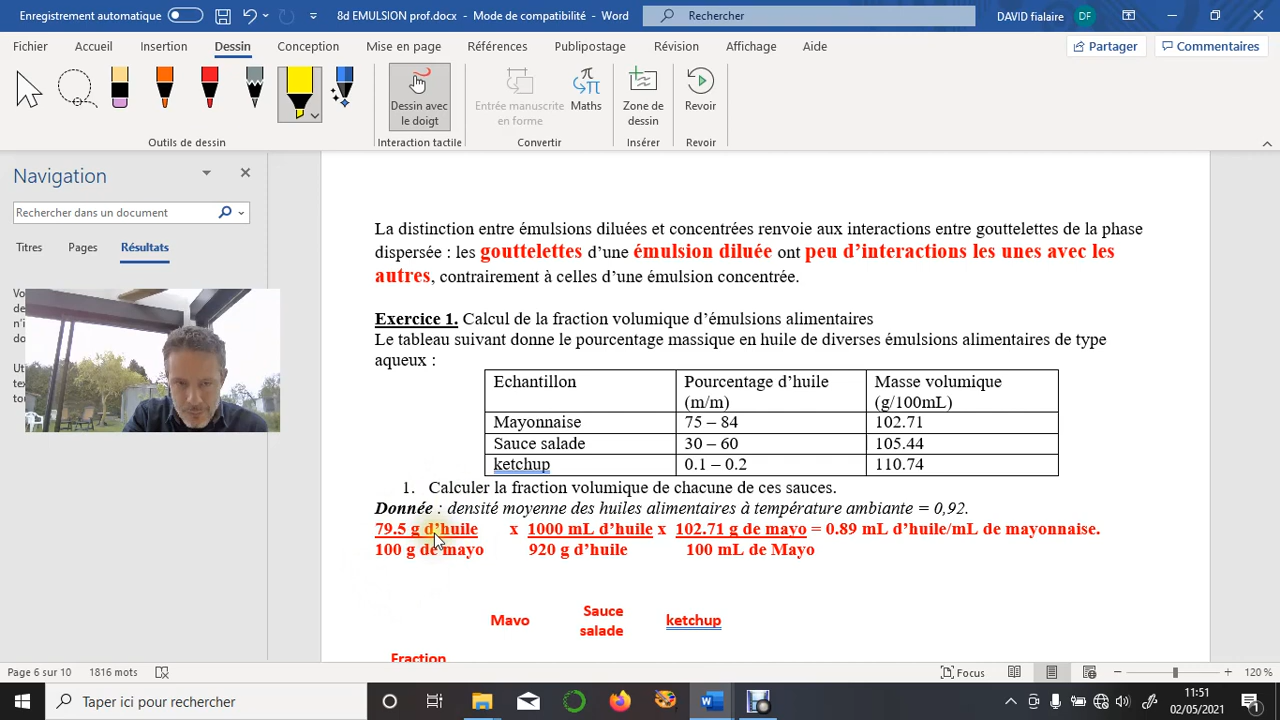 Enregistrement automatique
8d EMULSION prof.docx - Mode de compatibilité - Word
Rechercher
DAVID fialaire
DF
Fichier
Accueil
Insertion
Dessin
Conception
Mise en page
Références
Publipostage
Révision
Affichage
Aide
Partager
Commentaires
Dessin avec
le doigt
Entrée manuscrite
en forme
Maths
Zone de
dessin
Revoir
Outils de dessin
Interaction tactile
Convertir
Insérer
Revoir
Navigation
Rechercher dans un document
Titres
Pages
Résultats
La distinction entre émulsions diluées et concentrées renvoie aux interactions entre gouttelettes de la phase
dispersée : les gouttelettes d’une émulsion diluée ont peu d’interactions les unes avec les
autres, contrairement à celles d’une émulsion concentrée.
Exercice 1. Calcul de la fraction volumique d’émulsions alimentaires
Le tableau suivant donne le pourcentage massique en huile de diverses émulsions alimentaires de type
aqueux :
Echantillon
Pourcentage d’huile
(m/m)
Masse volumique
(g/100mL)
Mayonnaise 75 – 84 102.71
Sauce salade 30 – 60 105.44
ketchup 0.1 – 0.2 110.74
1. Calculer la fraction volumique de chacune de ces sauces.
Donnée : densité moyenne des huiles alimentaires à température ambiante = 0,92.
79.5 g d’huile x 1000 mL d’huile x 102.71 g de mayo = 0.89 mL d’huile/mL de mayonnaise.
100 g de mayo 920 g d’huile 100 mL de Mayo
Mayo
Sauce
salade
ketchup
Fraction
Page 6 sur 10
1816 mots
Focus
120 %
Taper ici pour rechercher
11:51
02/05/2021